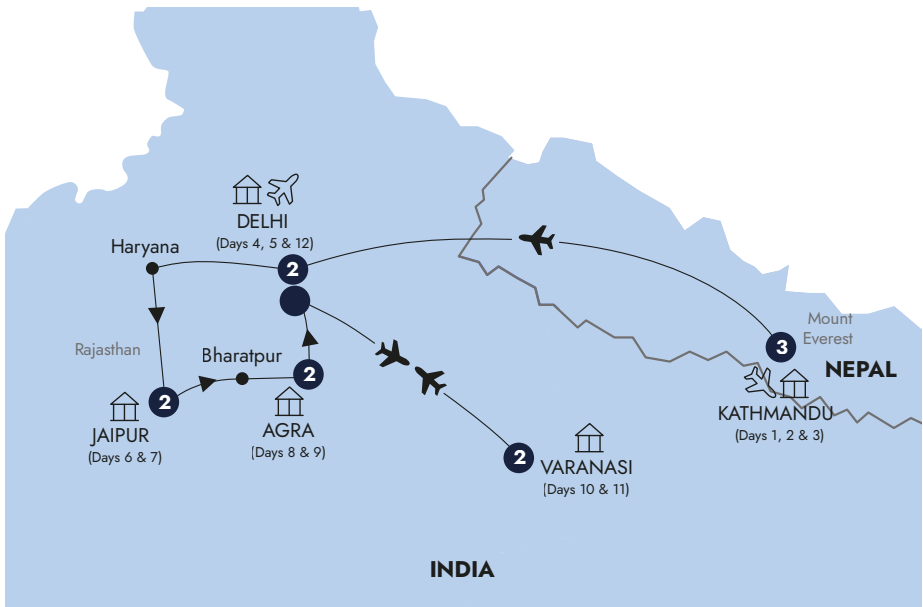 DELHI
(Days 4, 5 & 12)
Haryana
2
Mount
Everest
3
NEPAL
Rajasthan
Bharatpur
2
2
KATHMANDU
(Days 1, 2 & 3)
JAIPUR
(Days 6 & 7)
AGRA
(Days 8 & 9)
2
VARANASI
(Days 10 & 11)
INDIA